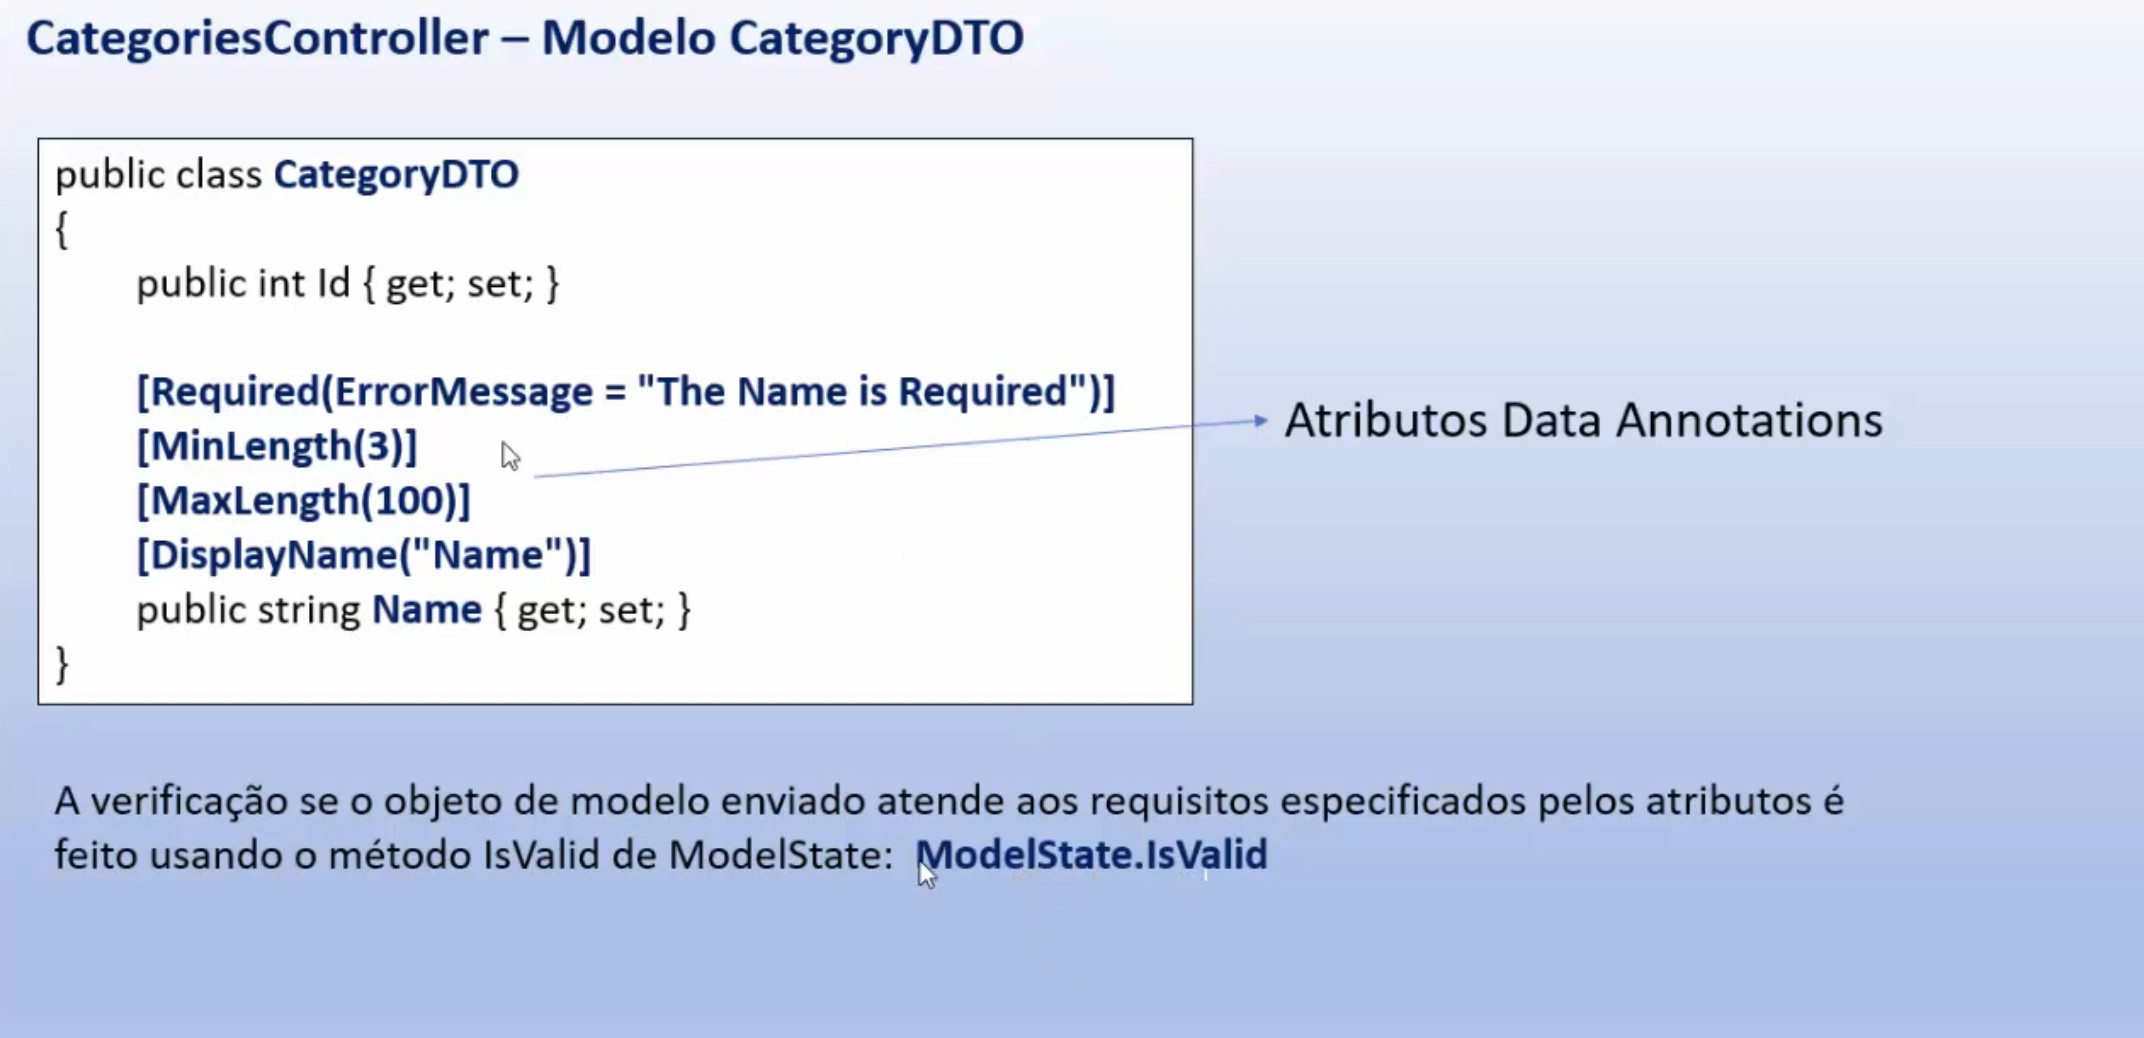 CategoriesController – Modelo CategoryDTO
public class CategoryDTO
{
public int Id { get; set; }
[Required(ErrorMessage = "The Name is Required")]
[MinLength(3)]
[MaxLength(100)]
[DisplayName("Name")]
public string Name { get; set; }
}
Atributos Data Annotations
A verificação se o objeto de modelo enviado atende aos requisitos especificados pelos atributos é
feito usando o método IsValid de ModelState: ModelState.IsValid